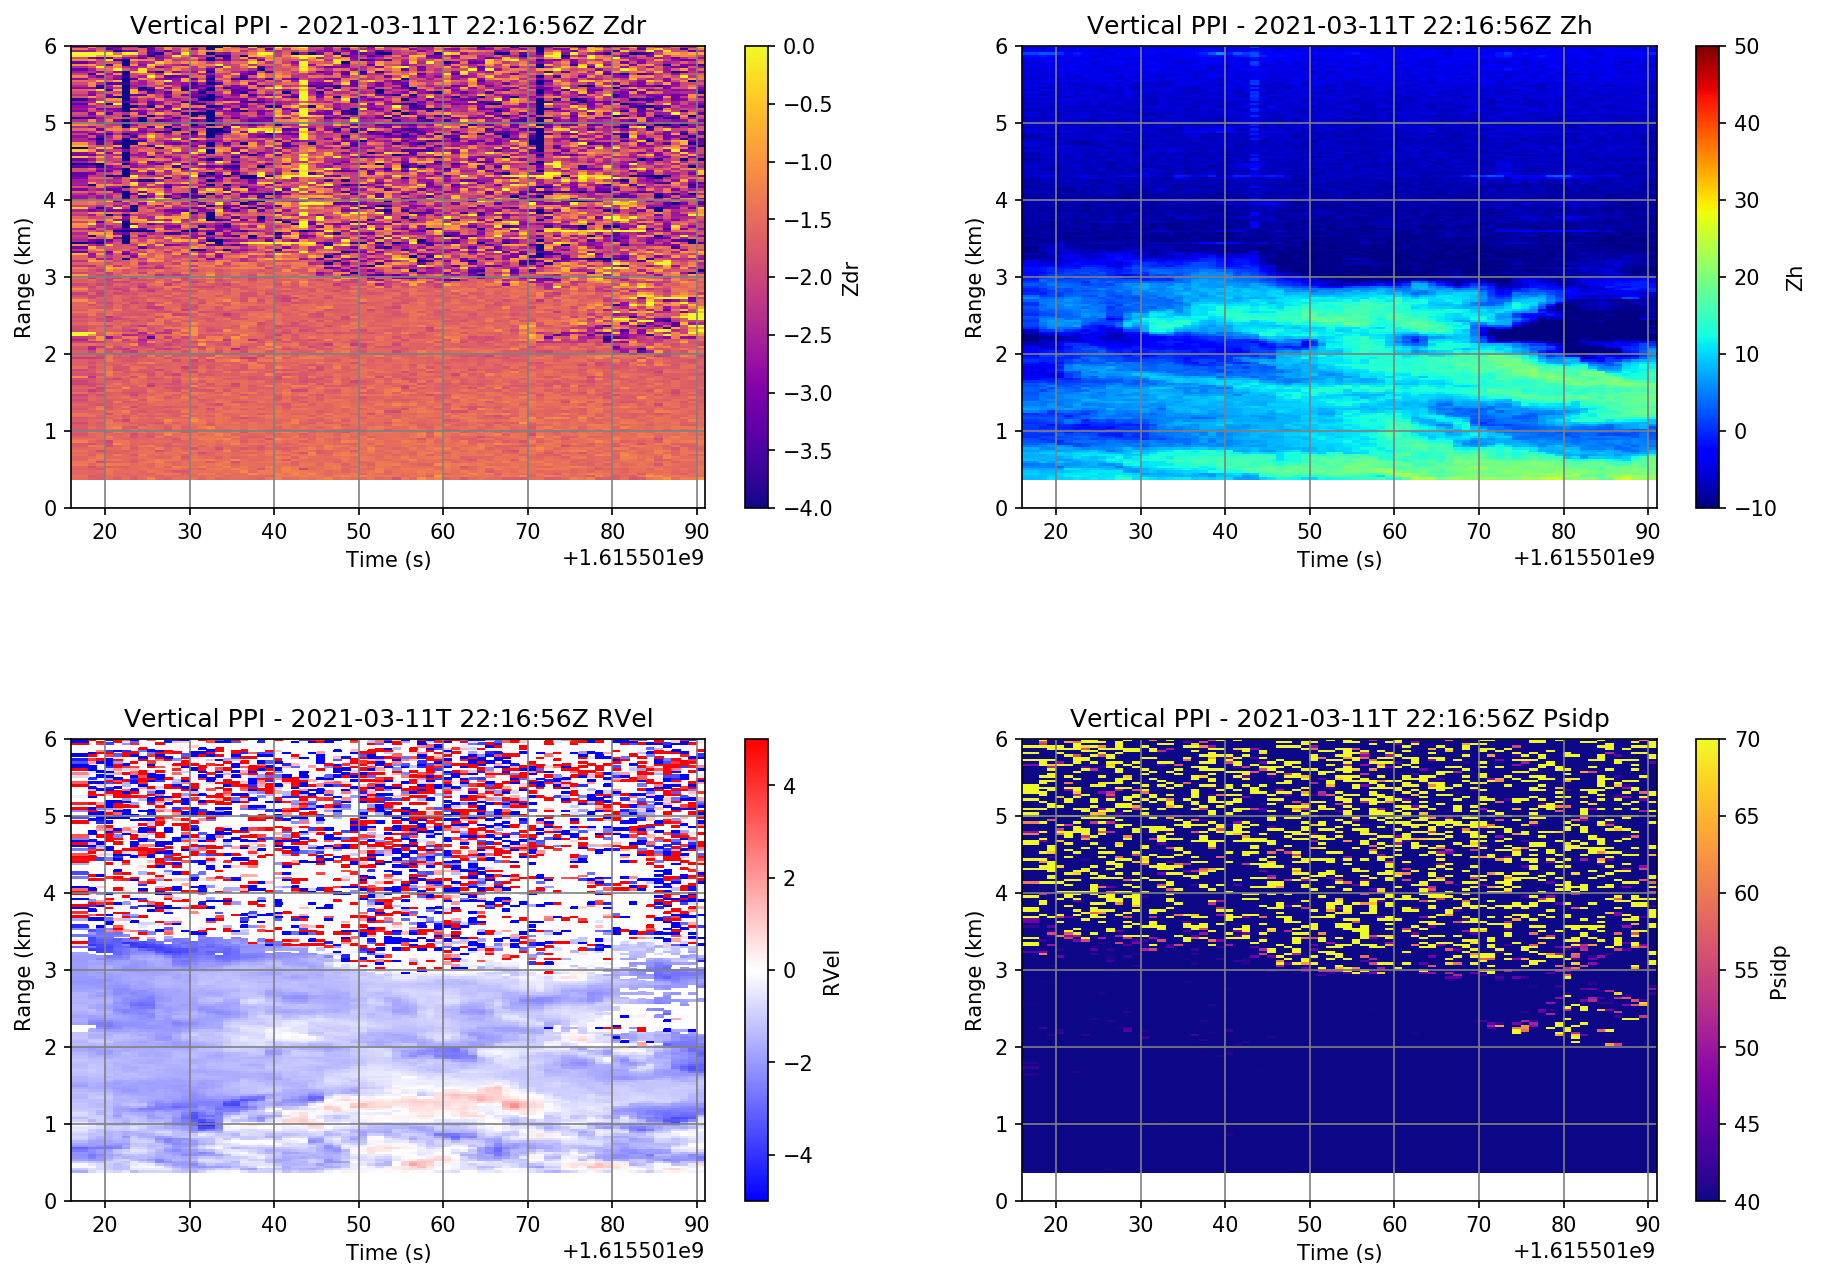 Vertical PPI - 2021-03-11T 22:16:56Z Zdr
6
5
4
3
2
1
0
Range (km)
20 30 40 50 60 70 80 90
Time (s)
+1.615501e9
0.0
−0.5
−1.0
−1.5
−2.0
−2.5
−3.0
−3.5
−4.0
Zdr
Vertical PPI - 2021-03-11T 22:16:56Z Zh
6
5
4
3
2
1
0
Range (km)
20 30 40 50 60 70 80 90
Time (s)
+1.615501e9
50
40
30
20
10
0
−10
Zh
Vertical PPI - 2021-03-11T 22:16:56Z RVel
6
5
4
3
2
1
0
Range (km)
20 30 40 50 60 70 80 90
Time (s)
+1.615501e9
4
2
0
−2
−4
RVel
Vertical PPI - 2021-03-11T 22:16:56Z Psidp
6
5
4
3
2
1
0
Range (km)
20 30 40 50 60 70 80 90
Time (s)
+1.615501e9
70
65
60
55
50
45
40
Psidp